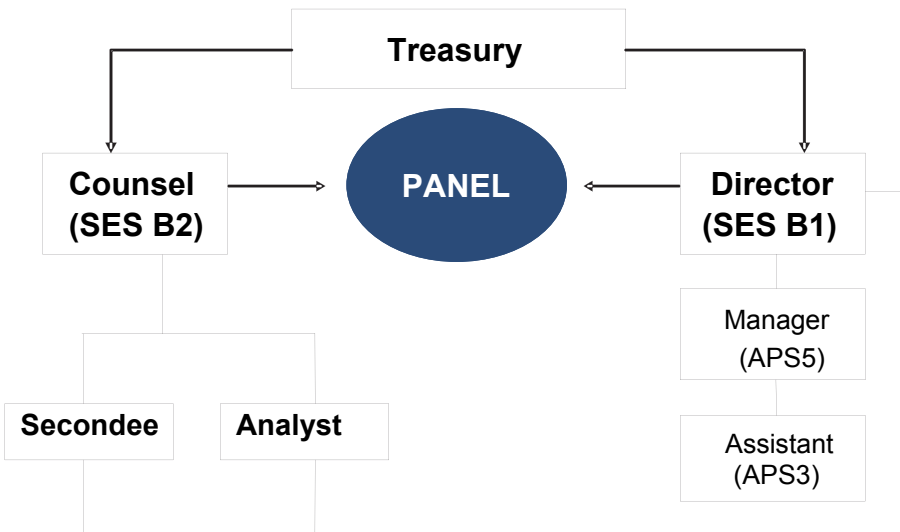 Treasury
Counsel
(SES B2)
PANEL
Director
(SES B1)
Manager
(APS5)
Secondee
Analyst
Assistant
(APS3)